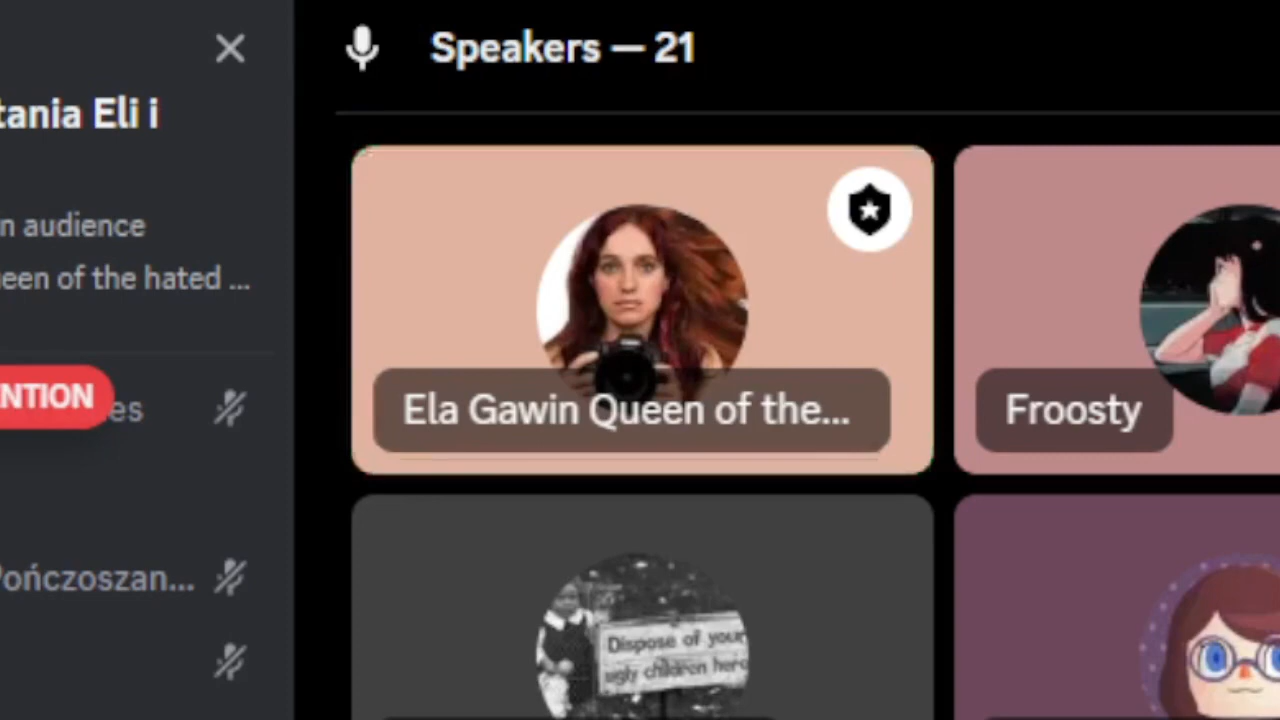 tania Eli i
n audience
een of the hated ...
NTION
es
ończoszan...
Speakers — 21
Ela Gawin Queen of the...
Froosty
Dispose of your
ugly children here